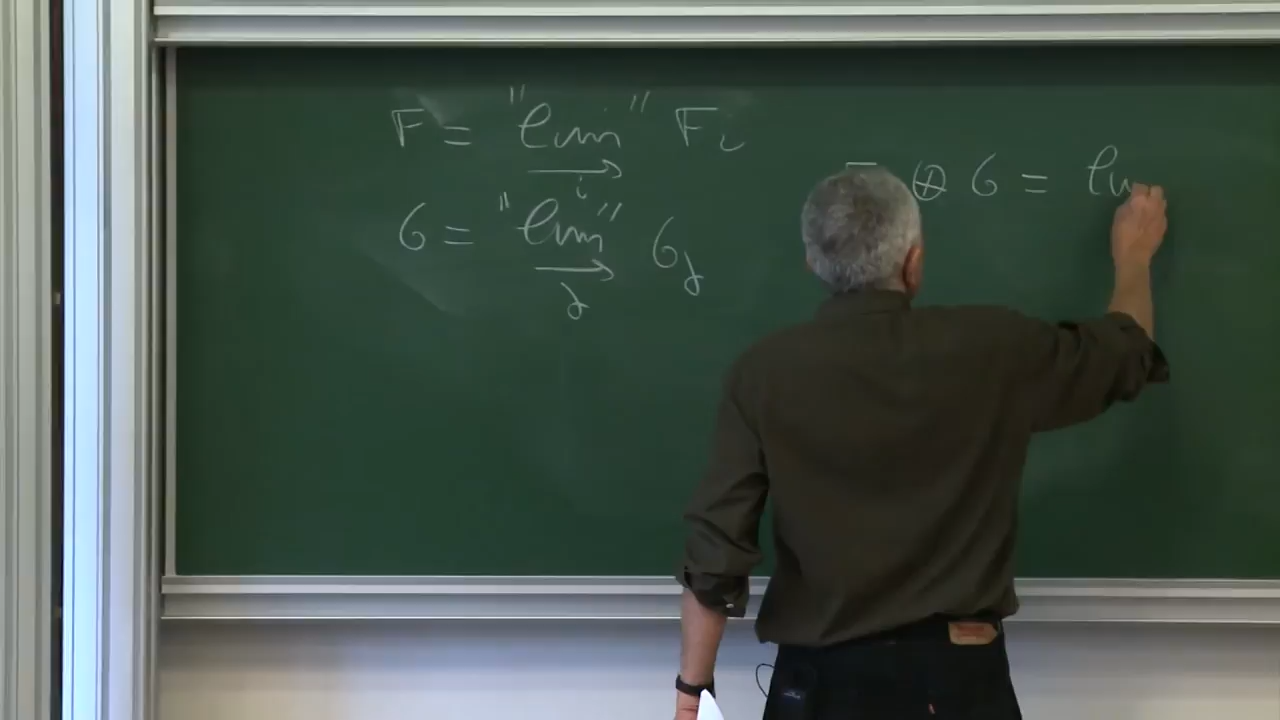 F = "lim" F_i
→
i
G = "lim" G_j
→
j
⊕ G = lim